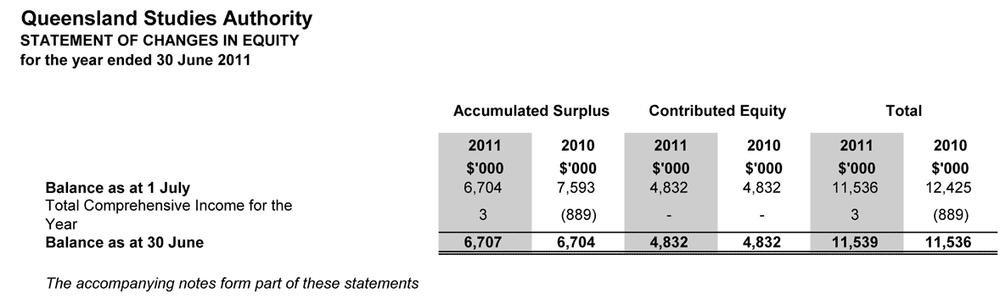 Queensland Studies Authority
STATEMENT OF CHANGES IN EQUITY
for the year ended 30 June 2011
Accumulated Surplus Contributed Equity Total
2011 2010 2011 2010 2011 2010
$'000 $'000 $'000 $'000 $'000 $'000
Balance as at 1 July 6,704 7,593 4,832 4,832 11,536 12,425
Total Comprehensive Income for the
Year 3 (889) - - 3 (889)
Balance as at 30 June 6,707 6,704 4,832 4,832 11,539 11,536
The accompanying notes form part of these statements